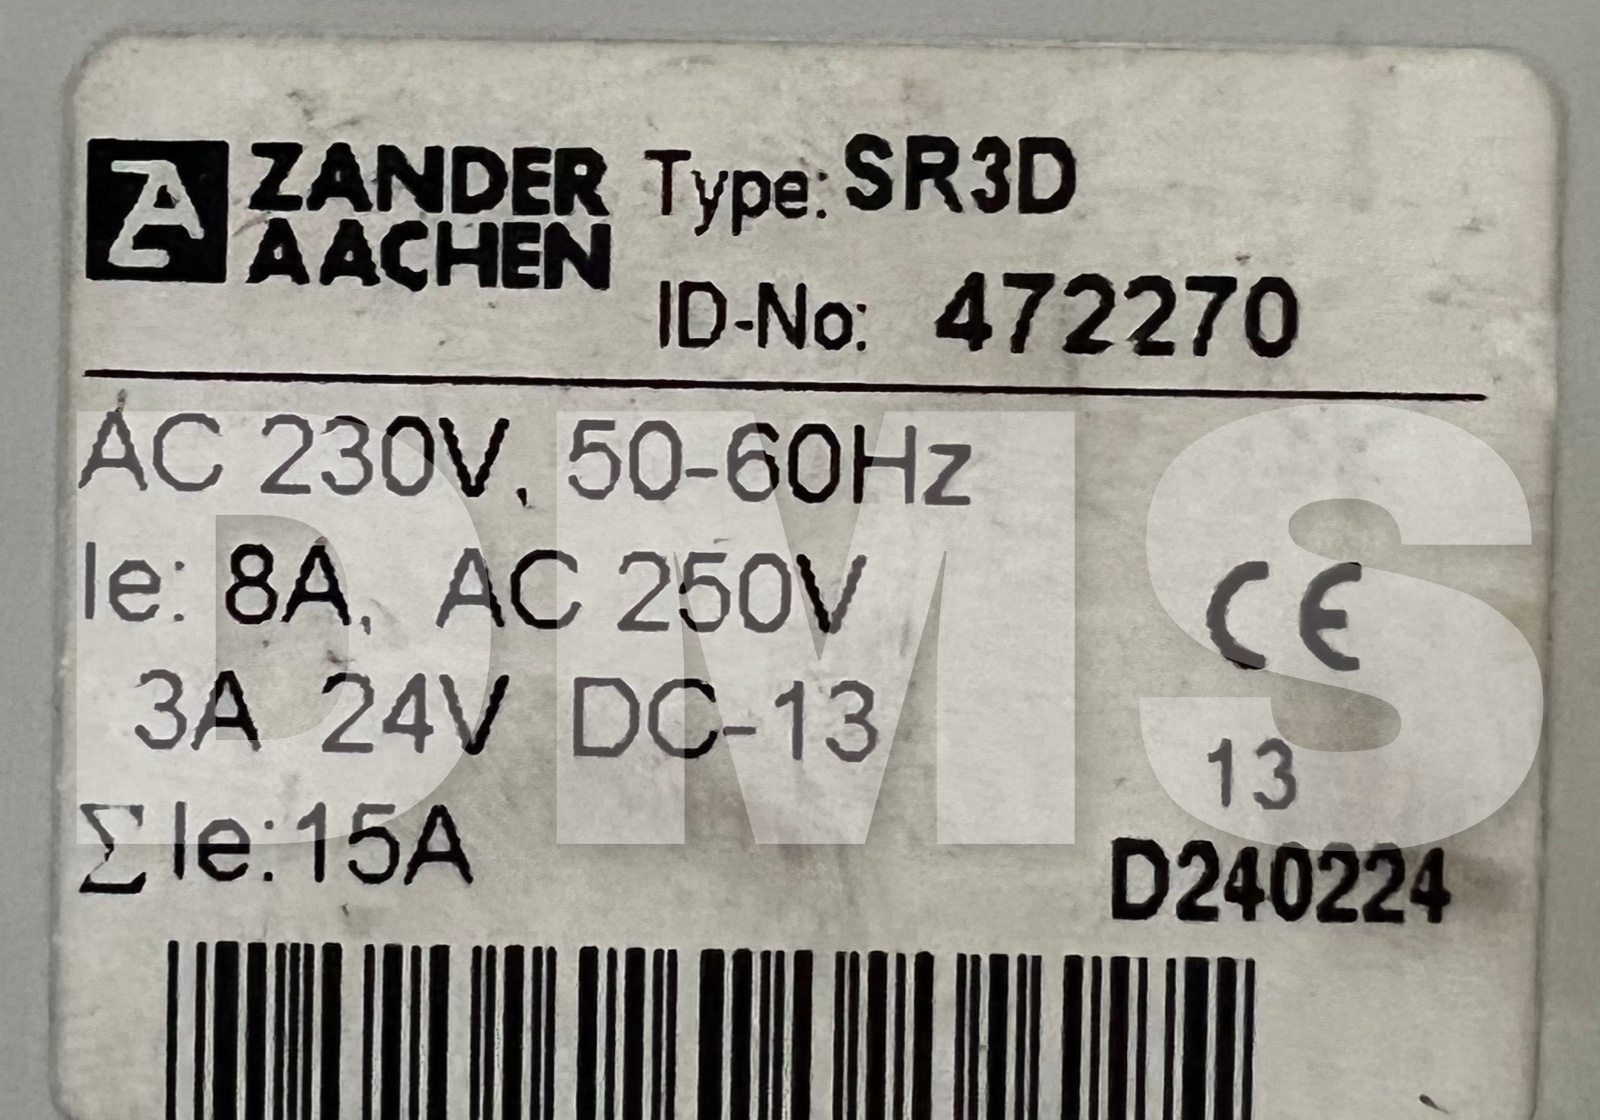 ZANDER
AACHEN
Type: SR3D
ID-No: 472270
AC 230V, 50-60Hz
Ie: 8A, AC 250V
3A 24V DC-13
∑Ie:15A
CE
13
D240224
DMS